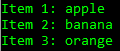 Item 1: apple
Item 2: banana
Item 3: orange